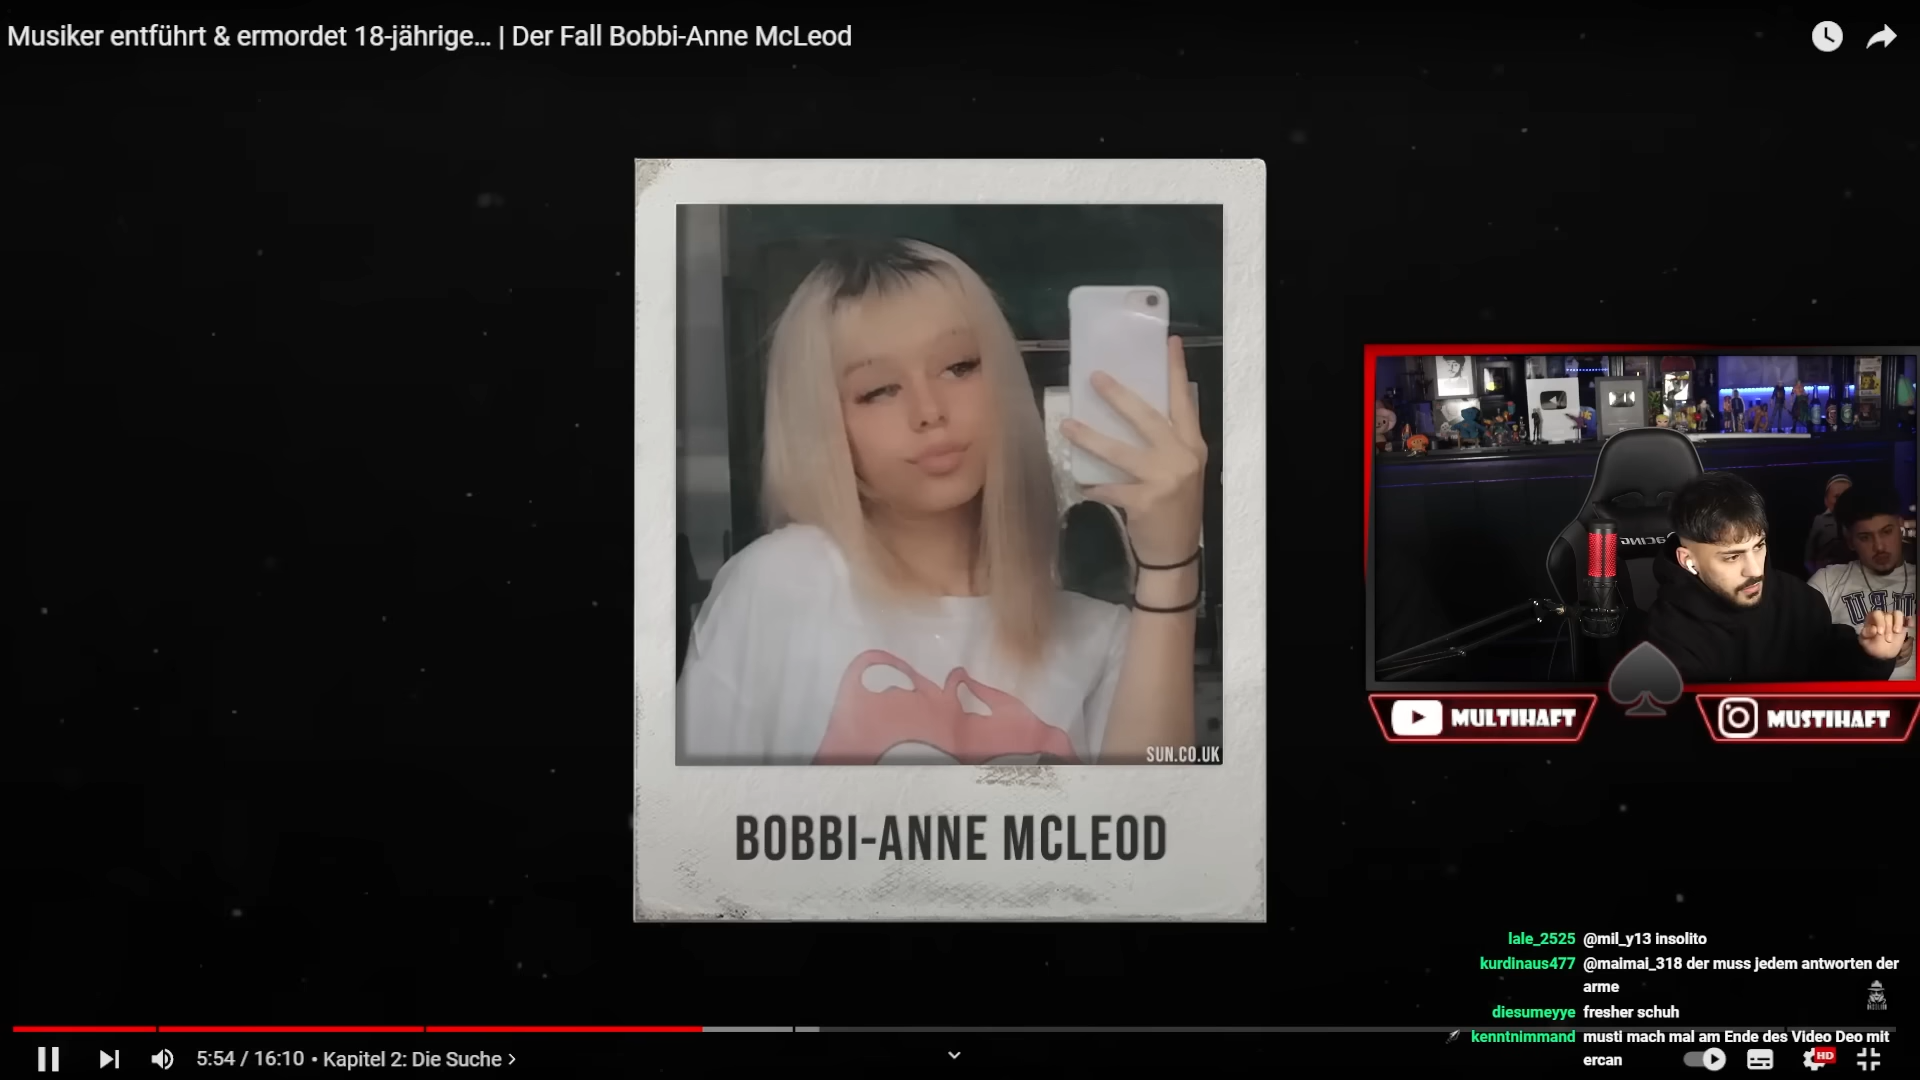 Musiker entführt & ermordet 18-jährige... | Der Fall Bobbi-Anne McLeod
SUN.CO.UK
BOBBI-ANNE MCLEOD
MULTIHAFT
MUSTIHAFT
lale_2525 @mil_y13 insolito
kurdinaus477 @maimai_318 der muss jedem antworten der
arme
diesumeyye fresher schuh
kenntnimmand musti mach mal am Ende des Video Deo mit
ercan
5:54 / 16:10 • Kapitel 2: Die Suche
HD